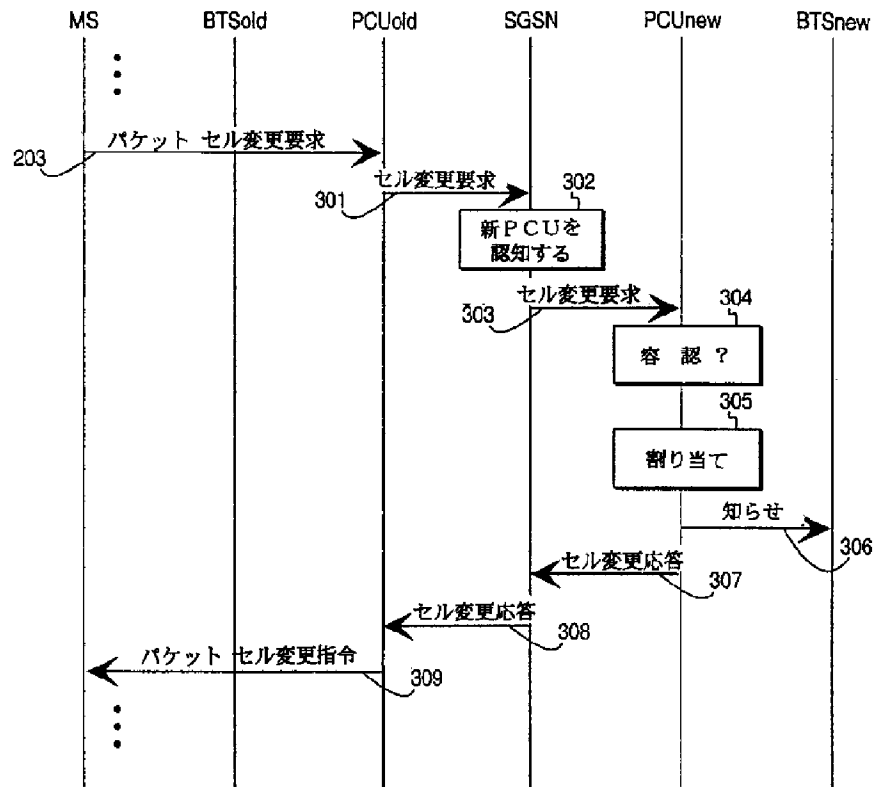 MS BTSold PCUold SGSN PCUnew BTSnew
パケット セル変更要求
203
セル変更要求
301
302
新PCUを
認知する
セル変更要求
303
304
容 認 ?
305
割り当て
知らせ
306
セル変更応答
307
セル変更応答
308
パケット セル変更指令
309